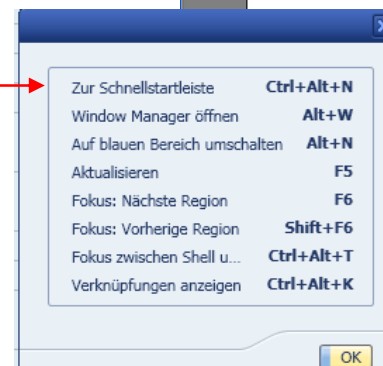 Zur Schnellstartleiste Ctrl+Alt+N
Window Manager öffnen Alt+W
Auf blauen Bereich umschalten Alt+N
Aktualisieren F5
Fokus: Nächste Region F6
Fokus: Vorherige Region Shift+F6
Fokus zwischen Shell u... Ctrl+Alt+T
Verknüpfungen anzeigen Ctrl+Alt+K
OK